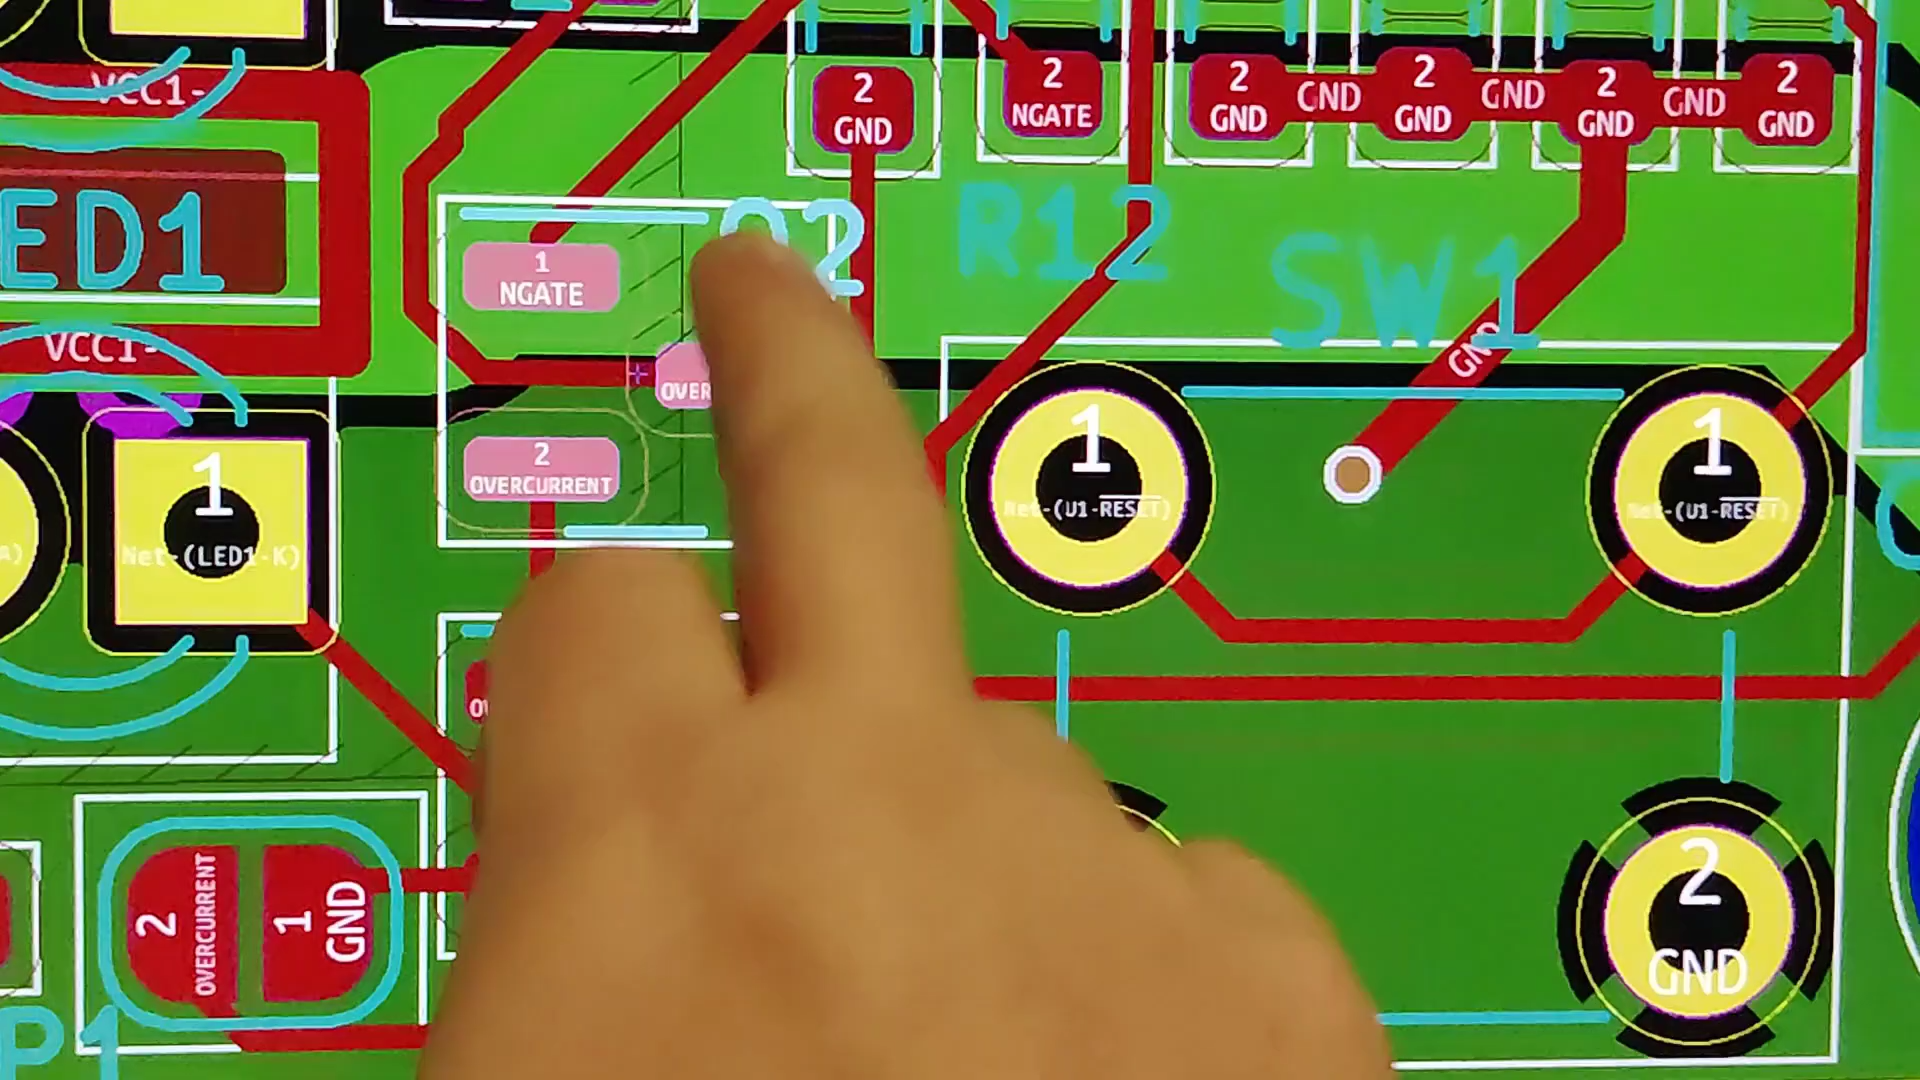 VCC1-
2
GND
2
NGATE
2
GND
GND
2
GND
GND
2
GND
GND
2
GND
ED1
2
R12
SW1
1
NGATE
VCC1-
GND
OVER
2
OVERCURRENT
1
Net-(LED1-K)
A)
1
Net-(U1-RESET)
1
Net-(U1-RESET)
2
OVERCURRENT
1
GND
2
GND
P1